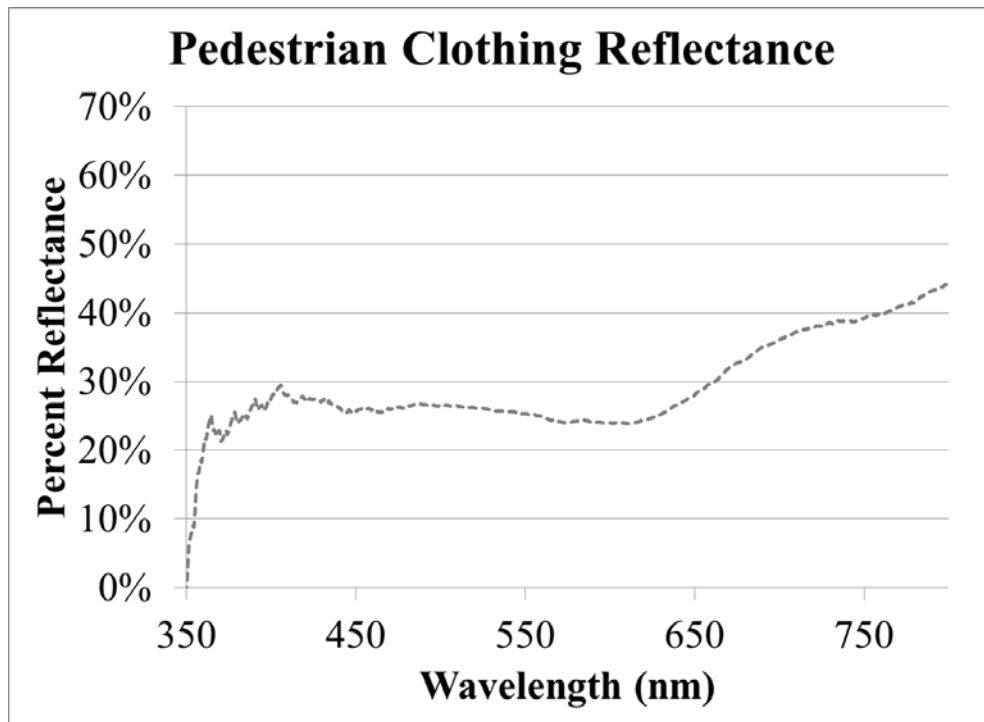 Pedestrian Clothing Reflectance
70%
60%
50%
40%
30%
20%
10%
0%
Percent Reflectance
350 450 550 650 750
Wavelength (nm)